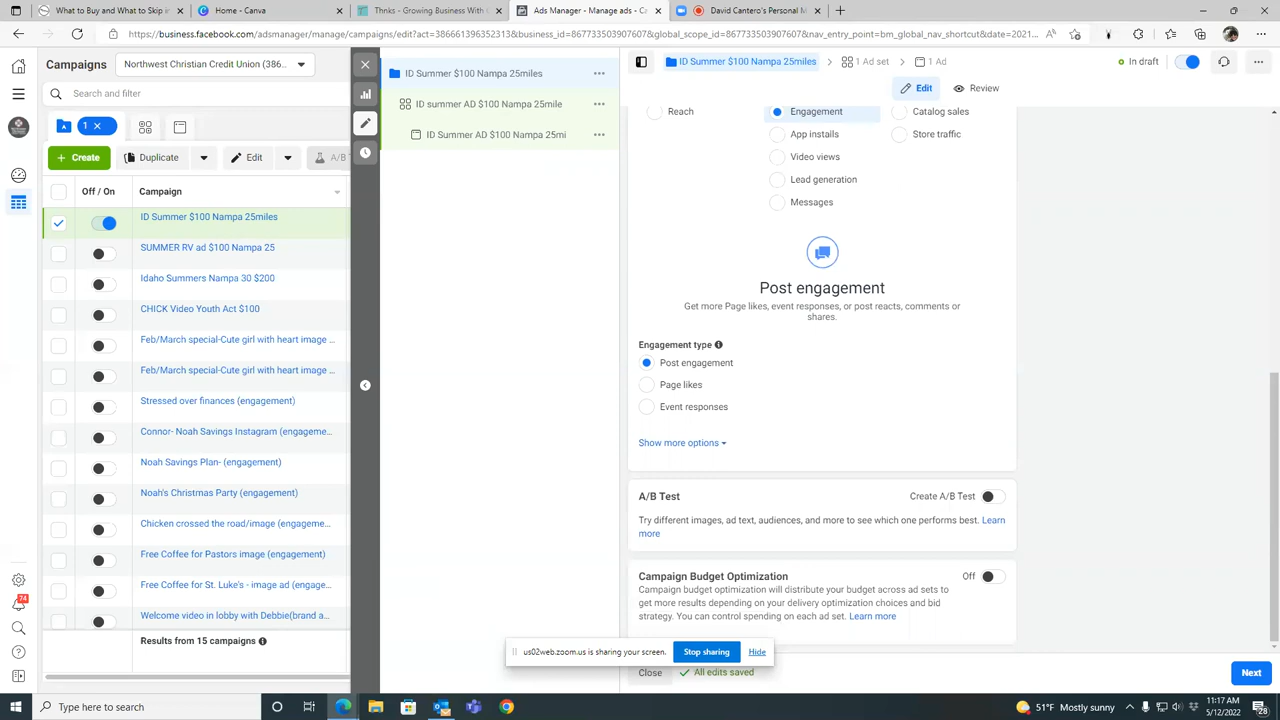 What to Buy and What to Skip in
Home - Canva
Thinking Growing Business With C
Ads Manager - Manage ads - Ca
David Cantero's Personal M
https://business.facebook.com/adsmanager/manage/campaigns/edit?act=386661396352313&business_id=867733503907607&global_scope_id=867733503907607&nav_entry_point=bm_global_nav_shortcut&date=2021...
Campaigns
Northwest Christian Credit Union (386...
Search and filter
+ Create
Duplicate
Edit
A/B T
Off / On
Campaign
ID Summer $100 Nampa 25miles
SUMMER RV ad $100 Nampa 25
Idaho Summers Nampa 30 $200
CHICK Video Youth Act $100
Feb/March special-Cute girl with heart image ...
Feb/March special-Cute girl with heart image ...
Stressed over finances (engagement)
Connor- Noah Savings Instagram (engageme...
Noah Savings Plan- (engagement)
Noah's Christmas Party (engagement)
Chicken crossed the road/image (engageme...
Free Coffee for Pastors image (engagement)
Free Coffee for St. Luke's - image ad (engage...
Welcome video in lobby with Debbie(brand a...
Results from 15 campaigns
74
ID Summer $100 Nampa 25miles
ID summer AD $100 Nampa 25mile
ID Summer AD $100 Nampa 25mi
ID Summer $100 Nampa 25miles
1 Ad set
1 Ad
In draft
Edit
Review
Reach
Engagement
Catalog sales
App installs
Store traffic
Video views
Lead generation
Messages
Post engagement
Get more Page likes, event responses, or post reacts, comments or
shares.
Engagement type
Post engagement
Page likes
Event responses
Show more options
A/B Test
Create A/B Test
Try different images, ad text, audiences, and more to see which one performs best. Learn
more
Campaign Budget Optimization
Off
Campaign budget optimization will distribute your budget across ad sets to
get more results depending on your delivery optimization choices and bid
strategy. You can control spending on each ad set. Learn more
us02web.zoom.us is sharing your screen.
Stop sharing
Hide
Close
All edits saved
Next
Type here to search
51°F Mostly sunny
11:17 AM
5/12/2022
28